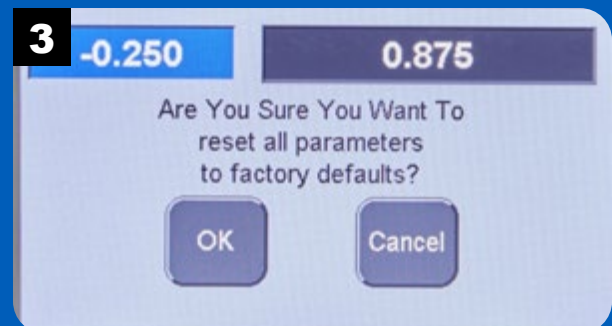 3
-0.250 0.875
Are You Sure You Want To
reset all parameters
to factory defaults?
OK Cancel